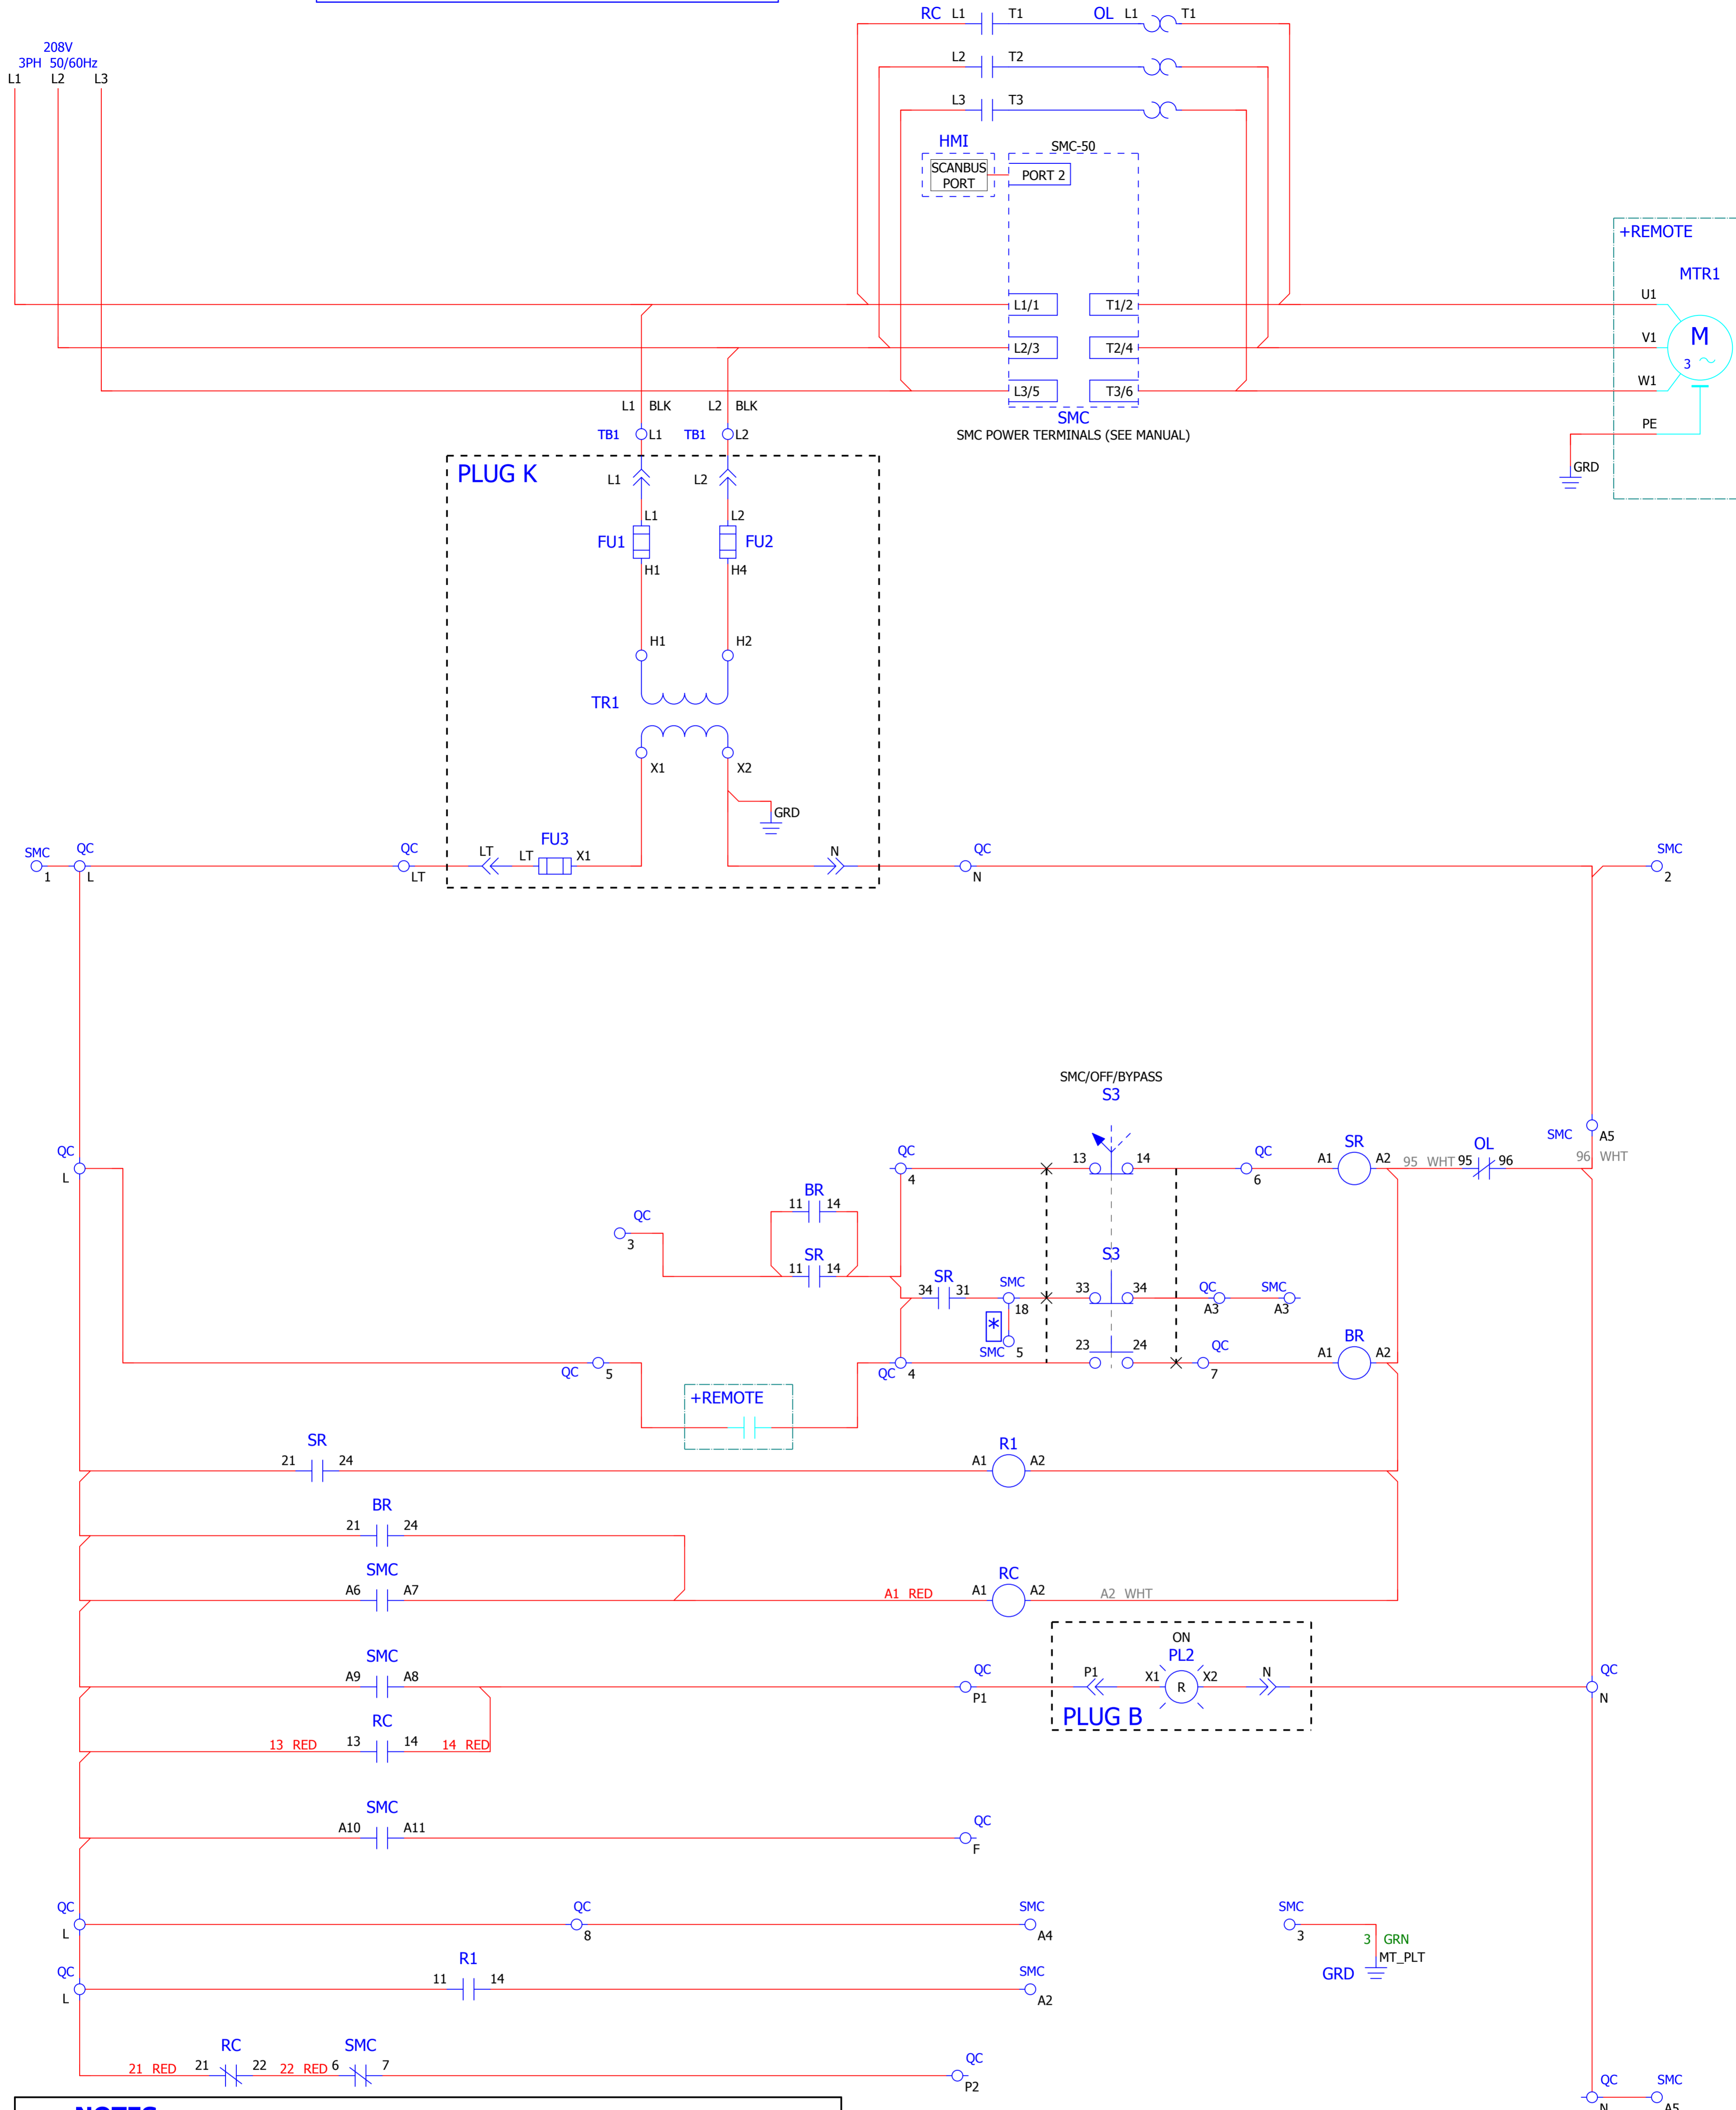 RC L1 T1 OL L1 T1
208V
3PH 50/60Hz
L1 L2 L3
L2 T2
L3 T3
HMI
SMC-50
SCANBUS
PORT
PORT 2
+REMOTE
MTR1
L1/1 T1/2 U1
L2/3 T2/4 V1
M
3
L3/5 T3/6 W1
SMC
SMC POWER TERMINALS (SEE MANUAL)
L1 BLK L2 BLK
TB1 L1 TB1 L2
PE
GRD
PLUG K
L1 L2
L1 L2
FU1 FU2
H1 H4
H1 H2
TR1
X1 X2
GRD
SMC QC QC FU3 QC SMC
LT LT X1 N
1 L LT N 2
SMC/OFF/BYPASS
S3
SMC A5
96 WHT
QC QC 13 14 QC SR OL
A1 A2 95 WHT 95 96
L 4 6
BR
11 14
QC
3
SR
11 14
S3
SR SMC
34 31 33 34 QC SMC
18 A3 A3
*
SMC 5
23 24 QC BR
A1 A2
QC 5 QC 4 7
+REMOTE
SR R1
21 24 A1 A2
BR
21 24
SMC RC
A6 A7 A1 RED A1 A2 A2 WHT
ON
SMC PL2
A9 A8 QC P1 X1 X2 N QC
R
P1 N
PLUG B
RC
13 RED 13 14 14 RED
SMC
A10 A11 QC
F
QC QC SMC SMC
L 8 A4 3
3 GRN
MT_PLT
GRD
QC R1 SMC
11 14
L A2
RC SMC
21 RED 21 22 22 RED 6 7 QC
P2
QC SMC
N A5
NOTES